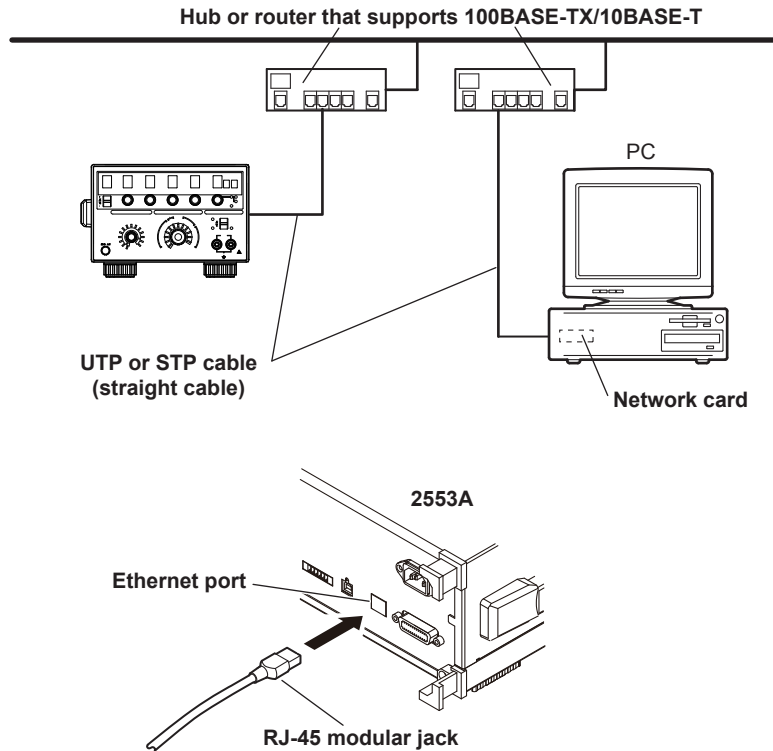 Hub or router that supports 100BASE-TX/10BASE-T
PC
UTP or STP cable
(straight cable)
Network card
2553A
Ethernet port
RJ-45 modular jack